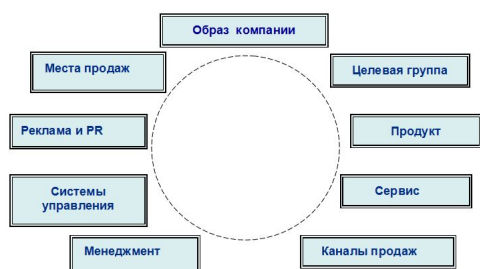 Образ компании
Места продаж
Целевая группа
Реклама и PR
Продукт
Системы
управления
Сервис
Менеджмент
Каналы продаж